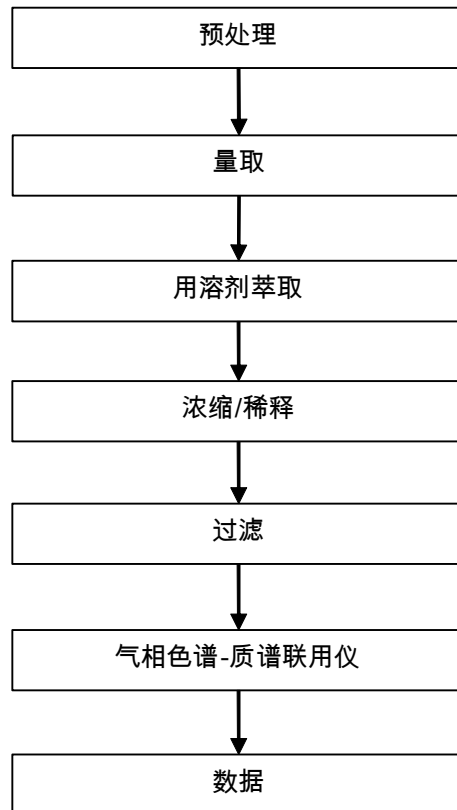 预处理
量取
用溶剂萃取
浓缩/稀释
过滤
气相色谱-质谱联用仪
数据